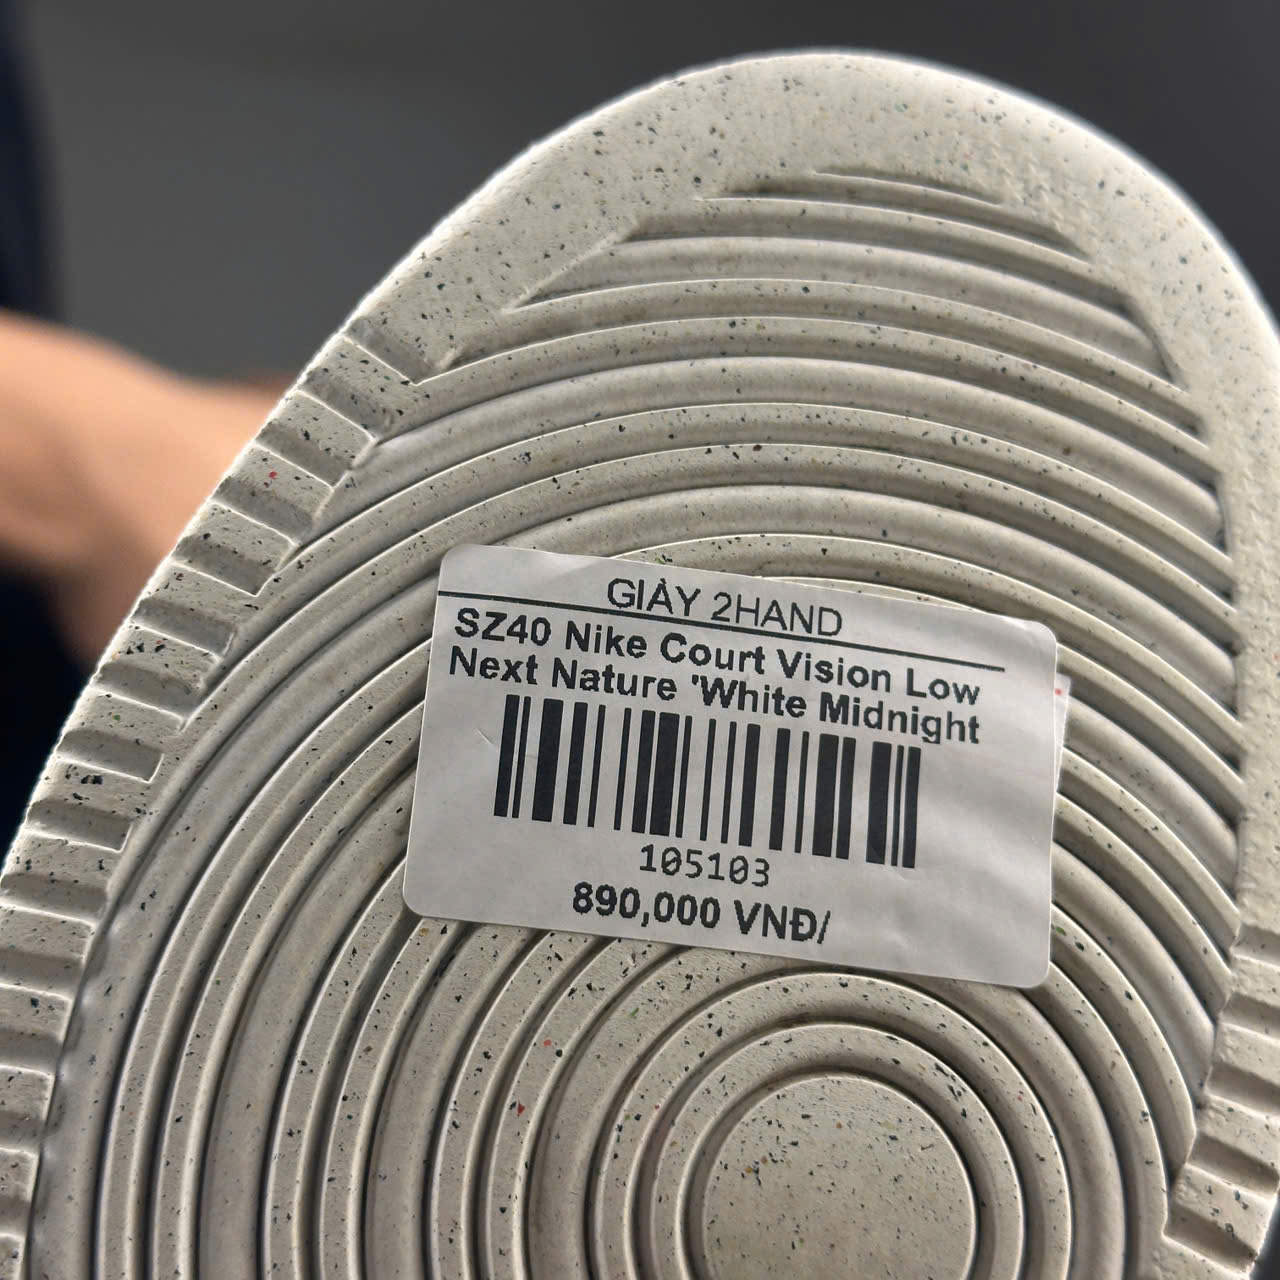 GIÀY 2HAND
SZ40 Nike Court Vision Low
Next Nature 'White Midnight
105103
890,000 VNĐ/